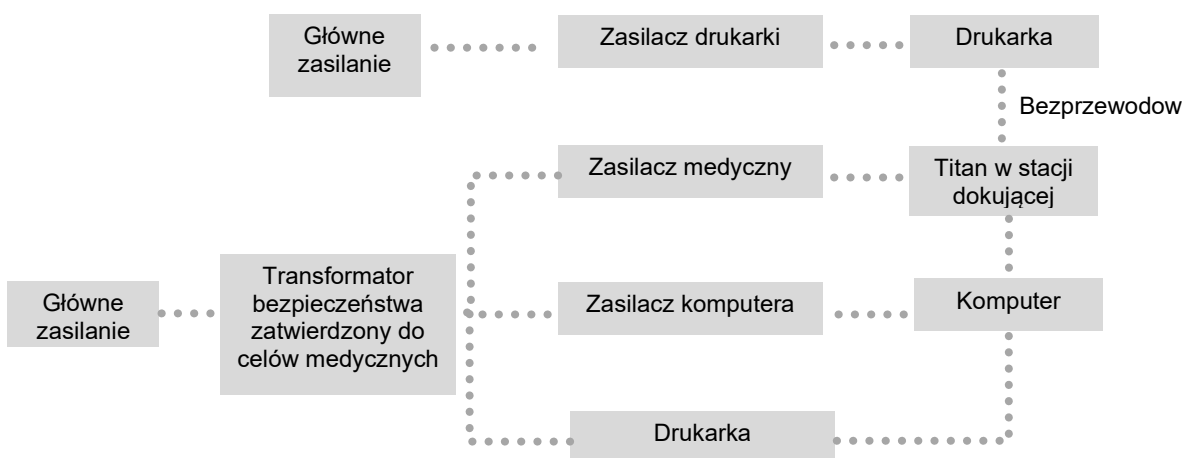 Główne
zasilanie
Zasilacz drukarki
Drukarka
Bezprzewodow
Zasilacz medyczny
Titan w stacji
dokującej
Główne
zasilanie
Transformator
bezpieczeństwa
zatwierdzony do
celów medycznych
Zasilacz komputera
Komputer
Drukarka